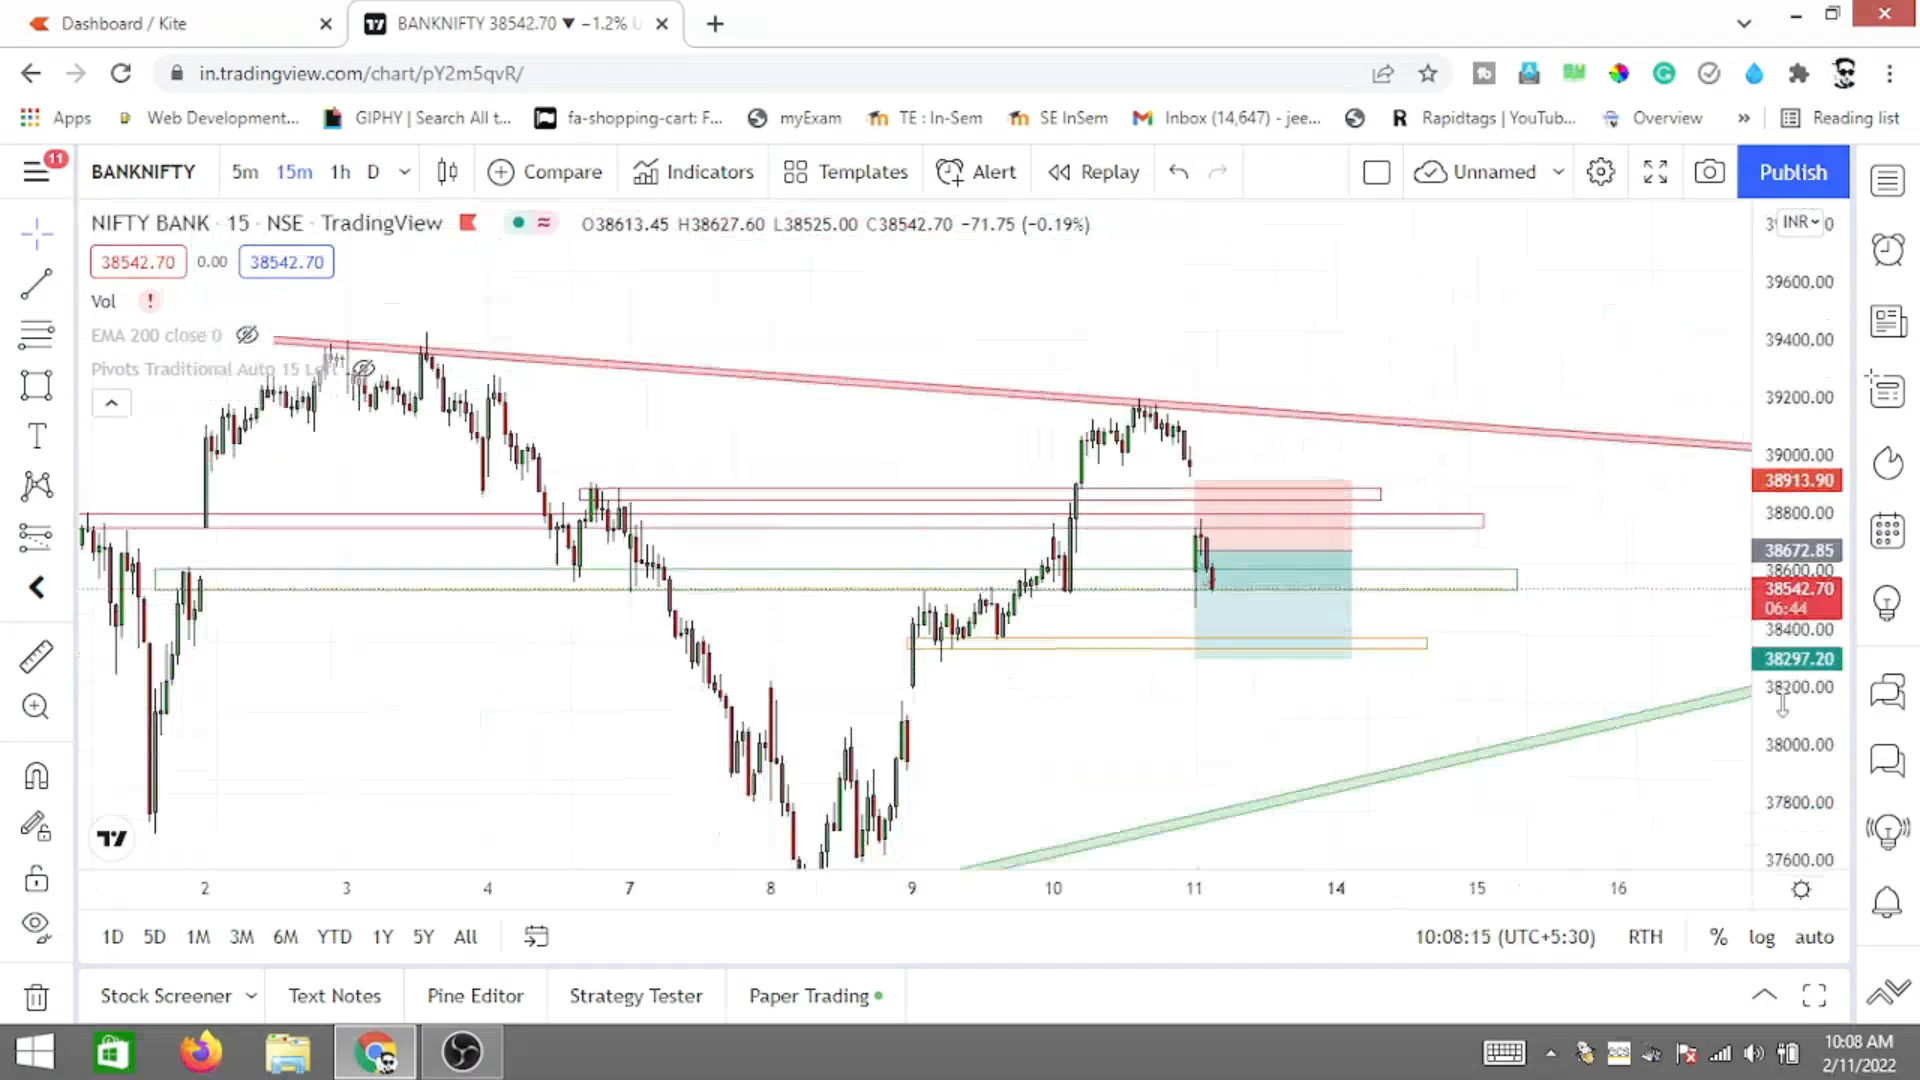 Dashboard / Kite
BANKNIFTY 38542.70 ▼ −1.2% U
in.tradingview.com/chart/pY2m5qvR/
Apps
Web Development...
GIPHY | Search All t...
fa-shopping-cart: F...
myExam
TE : In-Sem
SE InSem
Inbox (14,647) - jee...
Rapidtags | YouTub...
Overview
»
Reading list
11
BANKNIFTY
5m
15m
1h
D
Compare
Indicators
Templates
Alert
Replay
Unnamed
Publish
NIFTY BANK · 15 · NSE · TradingView
O38613.45 H38627.60 L38525.00 C38542.70 −71.75 (−0.19%)
INR
38542.70
0.00
38542.70
Vol
EMA 200 close 0
Pivots Traditional Auto 15 Left
39600.00
39400.00
39200.00
39000.00
38913.90
38800.00
38672.85
38600.00
38542.70
06:44
38400.00
38297.20
38200.00
38000.00
37800.00
37600.00
2
3
4
7
8
9
10
11
14
15
16
1D
5D
1M
3M
6M
YTD
1Y
5Y
All
10:08:15 (UTC+5:30)
RTH
%
log
auto
Stock Screener
Text Notes
Pine Editor
Strategy Tester
Paper Trading
10:08 AM
2/11/2022